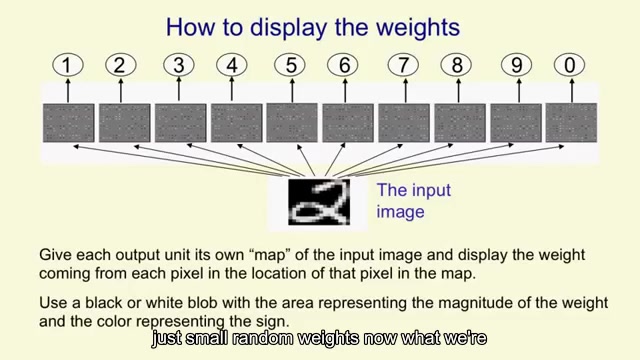 How to display the weights
1 2 3 4 5 6 7 8 9 0
The input
image
Give each output unit its own “map” of the input image and display the weight
coming from each pixel in the location of that pixel in the map.
Use a black or white blob with the area representing the magnitude of the weight
and the color representing the sign.
just small random weights now what we're